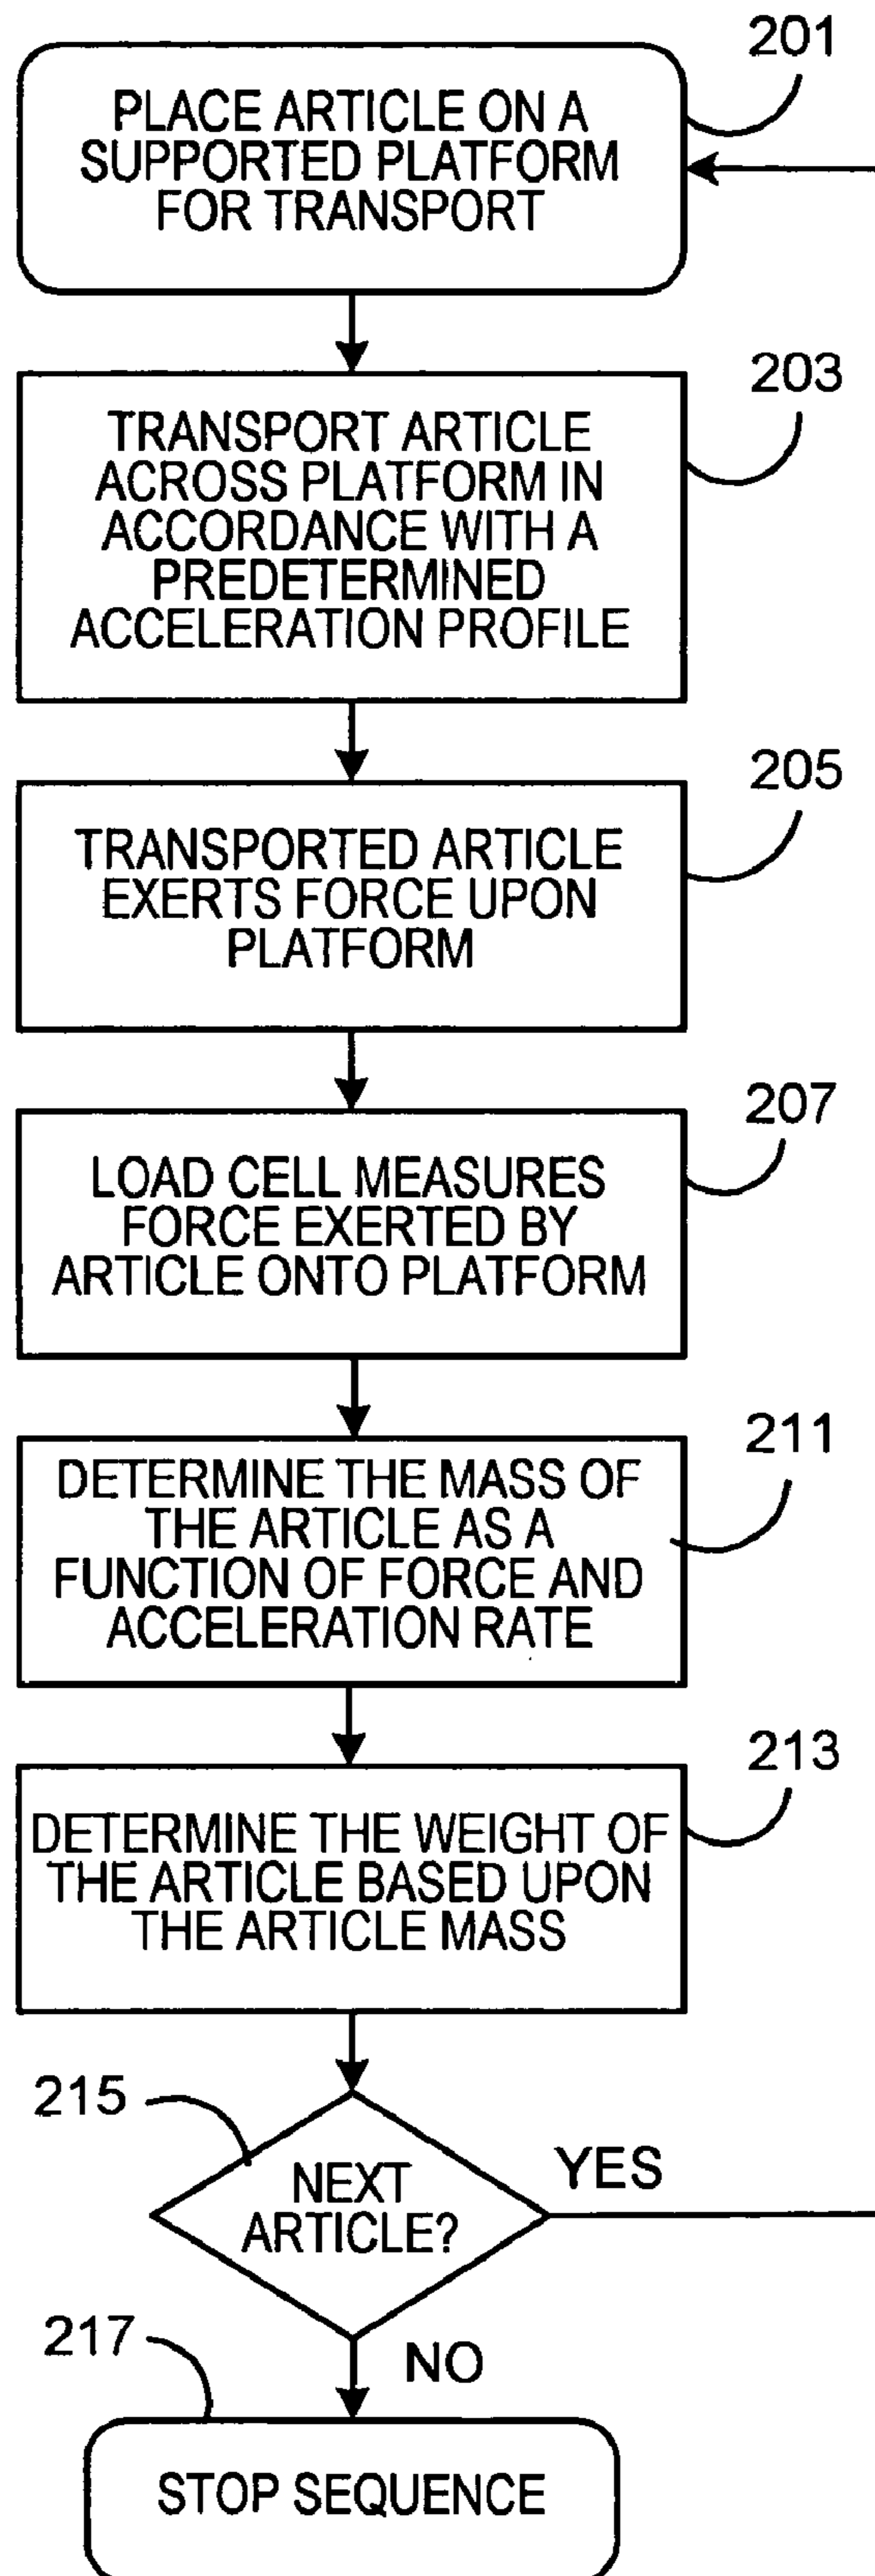 201
PLACE ARTICLE ON A
SUPPORTED PLATFORM
FOR TRANSPORT
203
TRANSPORT ARTICLE
ACROSS PLATFORM IN
ACCORDANCE WITH A
PREDETERMINED
ACCELERATION PROFILE
205
TRANSPORTED ARTICLE
EXERTS FORCE UPON
PLATFORM
207
LOAD CELL MEASURES
FORCE EXERTED BY
ARTICLE ONTO PLATFORM
211
DETERMINE THE MASS OF
THE ARTICLE AS A
FUNCTION OF FORCE AND
ACCELERATION RATE
213
DETERMINE THE WEIGHT OF
THE ARTICLE BASED UPON
THE ARTICLE MASS
215
NEXT
ARTICLE?
YES
217
NO
STOP SEQUENCE